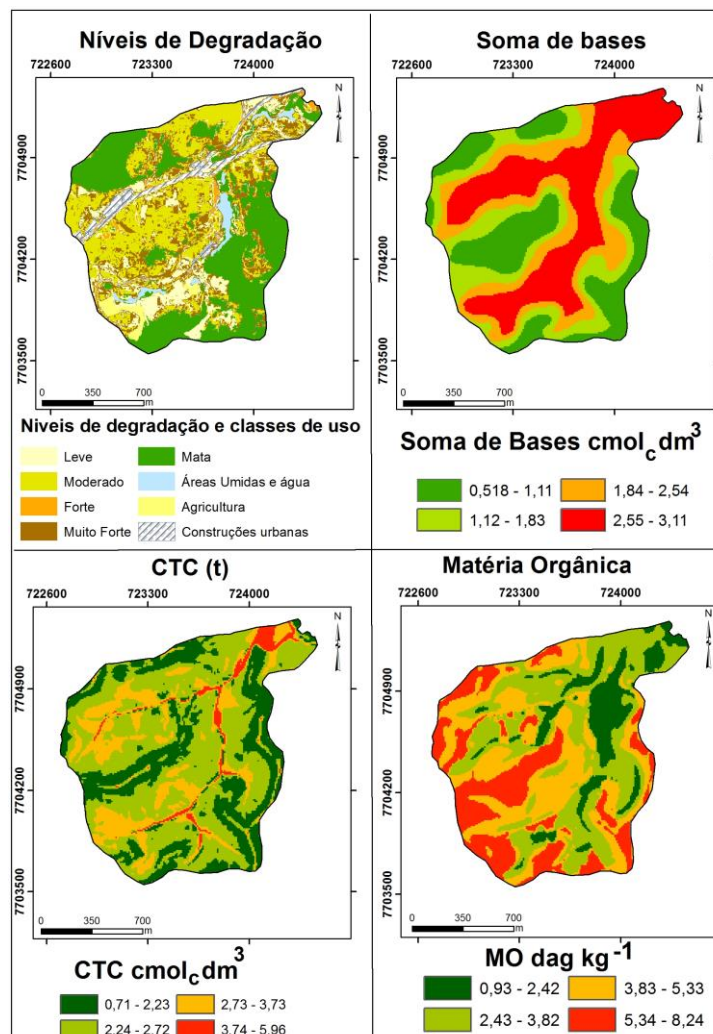 Níveis de Degradação
722600 723300 724000
N
7704900
7704200
7703500
0 350 700
m
Níveis de degradação e classes de uso
Leve Mata
Moderado Áreas Umidas e água
Forte Agricultura
Muito Forte Construções urbanas
Soma de bases
722600 723300 724000
N
7704900
7704200
7703500
0 350 700
m
Soma de Bases cmolcdm3
0,518 - 1,11 1,84 - 2,54
1,12 - 1,83 2,55 - 3,11
CTC (t)
722600 723300 724000
N
7704900
7704200
7703500
0 350 700
m
CTC cmolcdm3
0,71 - 2,23 2,73 - 3,73
2,24 - 2,72 3,74 - 5,96
Matéria Orgânica
722600 723300 724000
N
7704900
7704200
7703500
0 350 700
m
MO dag kg-1
0,93 - 2,42 3,83 - 5,33
2,43 - 3,82 5,34 - 8,24